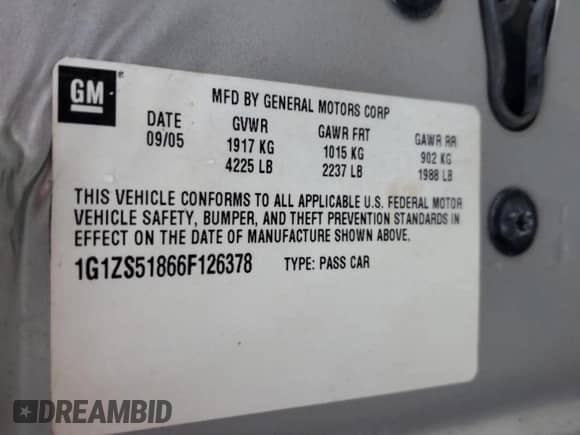 GM®
MFD BY GENERAL MOTORS CORP
DATE GVWR GAWR FRT GAWR RR
09/05 1917 KG 1015 KG 902 KG
4225 LB 2237 LB 1988 LB
THIS VEHICLE CONFORMS TO ALL APPLICABLE U.S. FEDERAL MOTOR
VEHICLE SAFETY, BUMPER, AND THEFT PREVENTION STANDARDS IN
EFFECT ON THE DATE OF MANUFACTURE SHOWN ABOVE.
1G1ZS51866F126378 TYPE: PASS CAR
DREAMBID